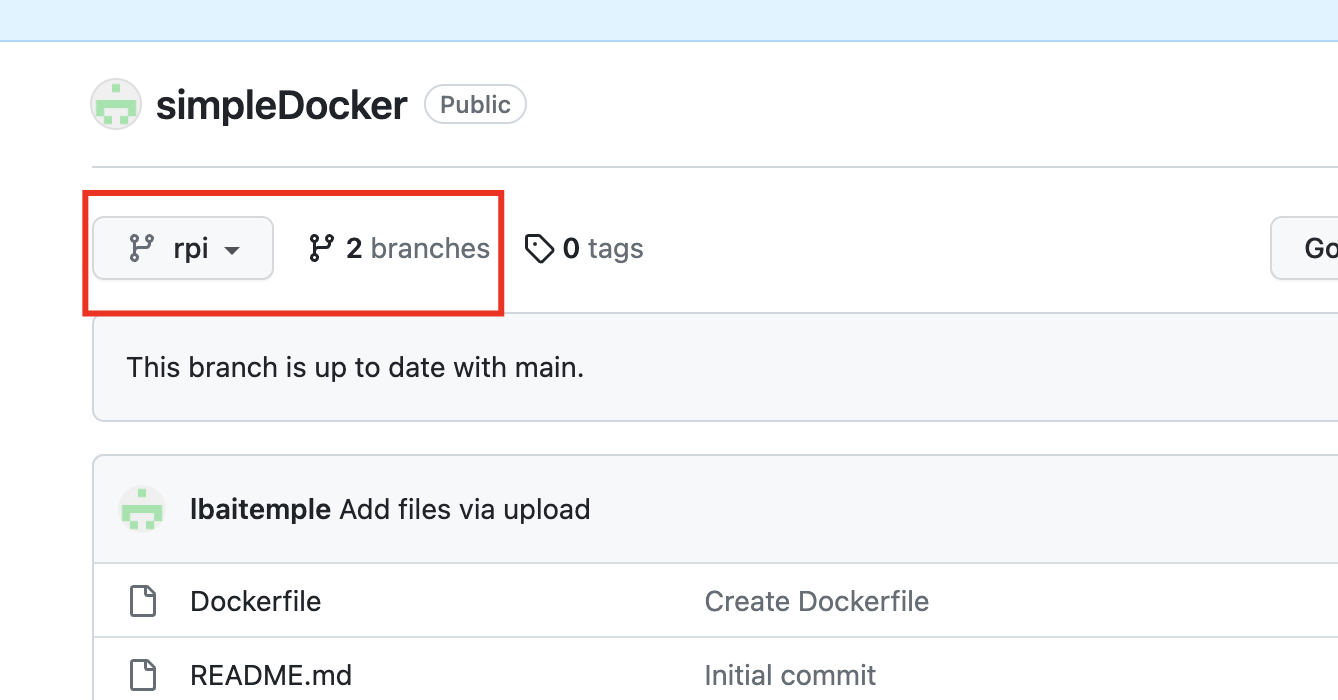 simpleDocker Public
rpi 2 branches 0 tags
This branch is up to date with main.
lbaitemple Add files via upload
Dockerfile Create Dockerfile
README.md Initial commit